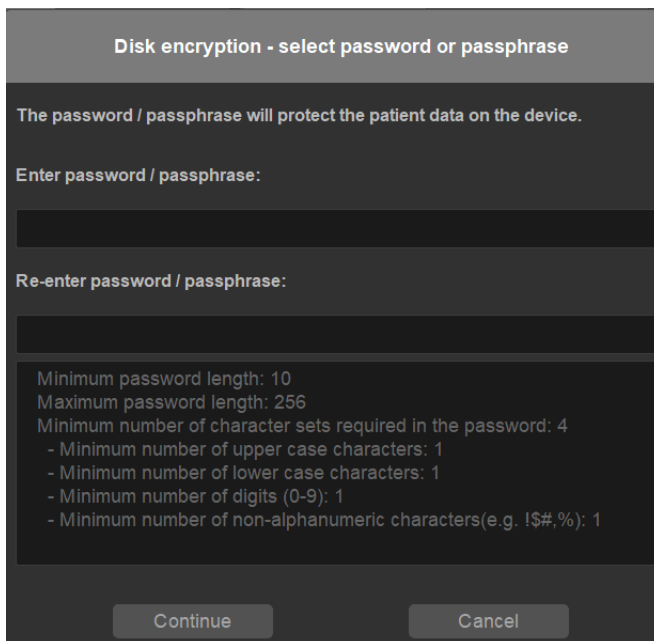 Disk encryption - select password or passphrase
The password / passphrase will protect the patient data on the device.
Enter password / passphrase:
Re-enter password / passphrase:
Minimum password length: 10
Maximum password length: 256
Minimum number of character sets required in the password: 4
- Minimum number of upper case characters: 1
- Minimum number of lower case characters: 1
- Minimum number of digits (0-9): 1
- Minimum number of non-alphanumeric characters(e.g. !$#,%): 1
Continue
Cancel